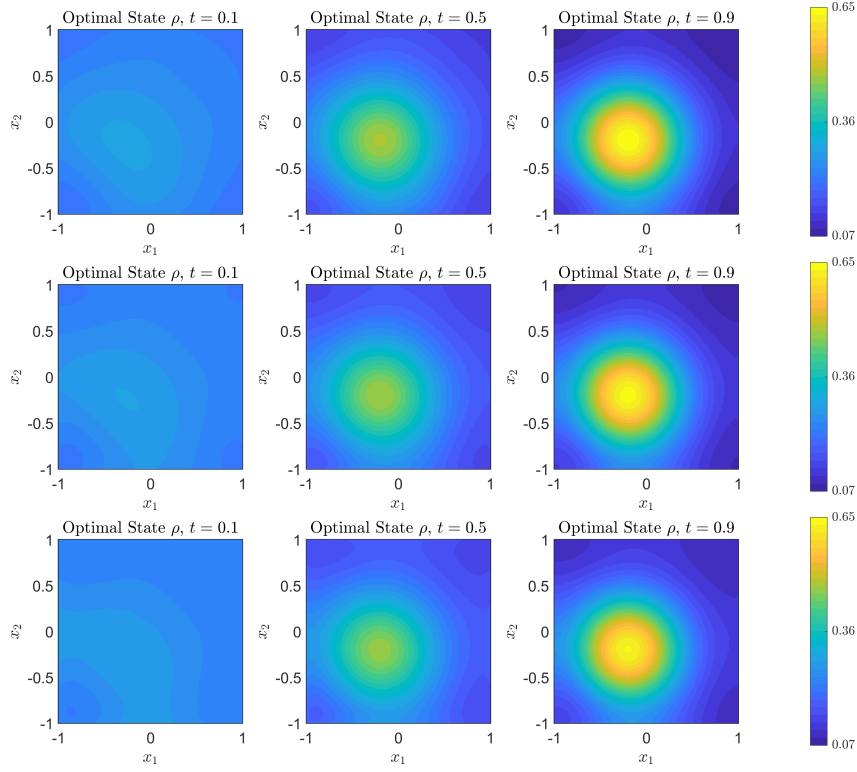 Optimal State ρ, t = 0.1 Optimal State ρ, t = 0.5 Optimal State ρ, t = 0.9 0.65
1 1 1
0.5 0.5 0.5
x₂ 0 x₂ 0 x₂ 0 0.36
-0.5 -0.5 -0.5
-1 -1 -1 0.07
-1 0 1 -1 0 1 -1 0 1
x₁ x₁ x₁
Optimal State ρ, t = 0.1 Optimal State ρ, t = 0.5 Optimal State ρ, t = 0.9 0.65
1 1 1
0.5 0.5 0.5
x₂ 0 x₂ 0 x₂ 0 0.36
-0.5 -0.5 -0.5
-1 -1 -1 0.07
-1 0 1 -1 0 1 -1 0 1
x₁ x₁ x₁
Optimal State ρ, t = 0.1 Optimal State ρ, t = 0.5 Optimal State ρ, t = 0.9 0.65
1 1 1
0.5 0.5 0.5
x₂ 0 x₂ 0 x₂ 0 0.36
-0.5 -0.5 -0.5
-1 -1 -1 0.07
-1 0 1 -1 0 1 -1 0 1
x₁ x₁ x₁